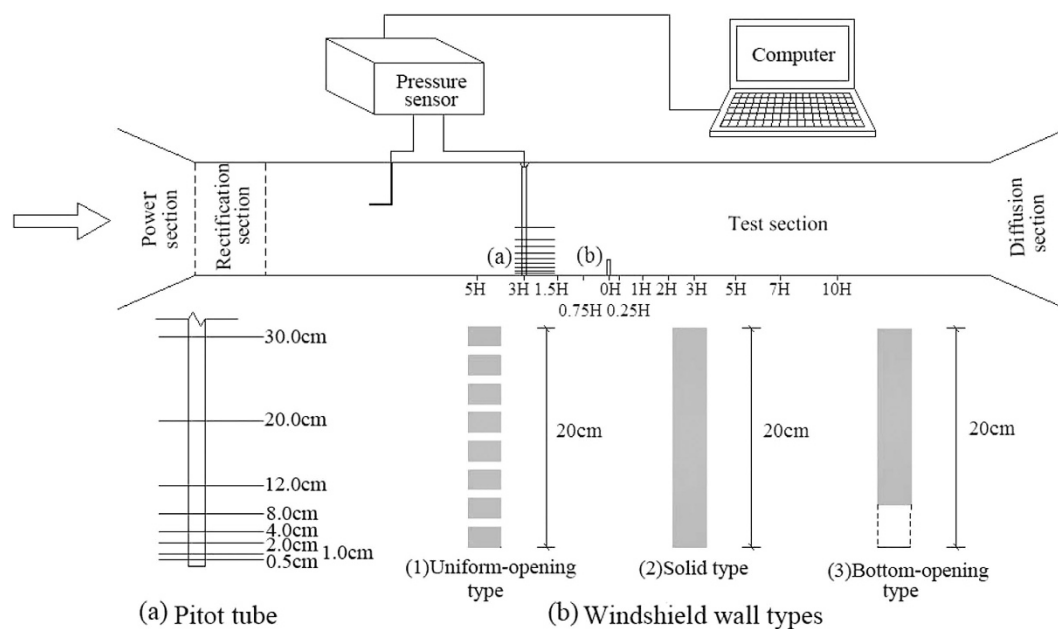 Computer
Pressure
sensor
Power
section
Rectification
section
Test section
Diffusion
section
(a)
(b)
5H
3H
1.5H
0H
1H
2H
3H
5H
7H
10H
0.75H
0.25H
30.0cm
20.0cm
12.0cm
8.0cm
4.0cm
2.0cm
1.0cm
0.5cm
20cm
20cm
20cm
(1)Uniform-opening
type
(2)Solid type
(3)Bottom-opening
type
(a) Pitot tube
(b) Windshield wall types